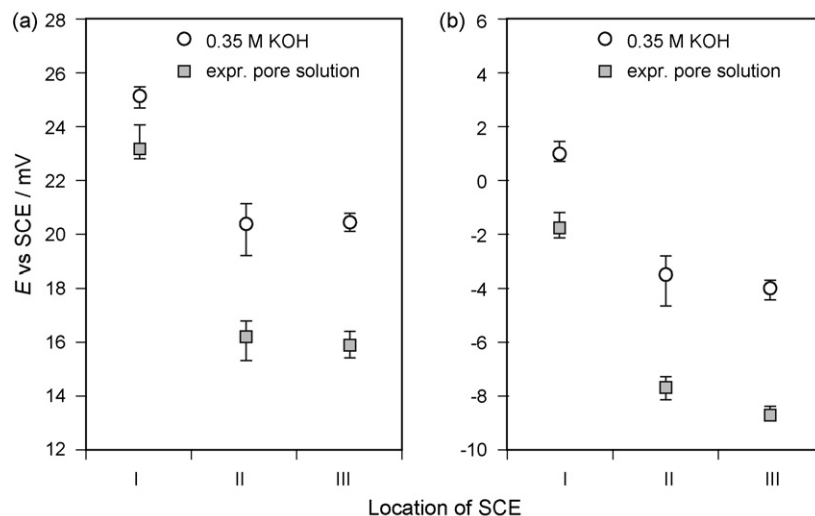 (a)
28
26
24
22
20
18
16
14
12
E vs SCE / mV
0.35 M KOH
expr. pore solution
I II III
(b)
6
4
2
0
-2
-4
-6
-8
-10
0.35 M KOH
expr. pore solution
I II III
Location of SCE